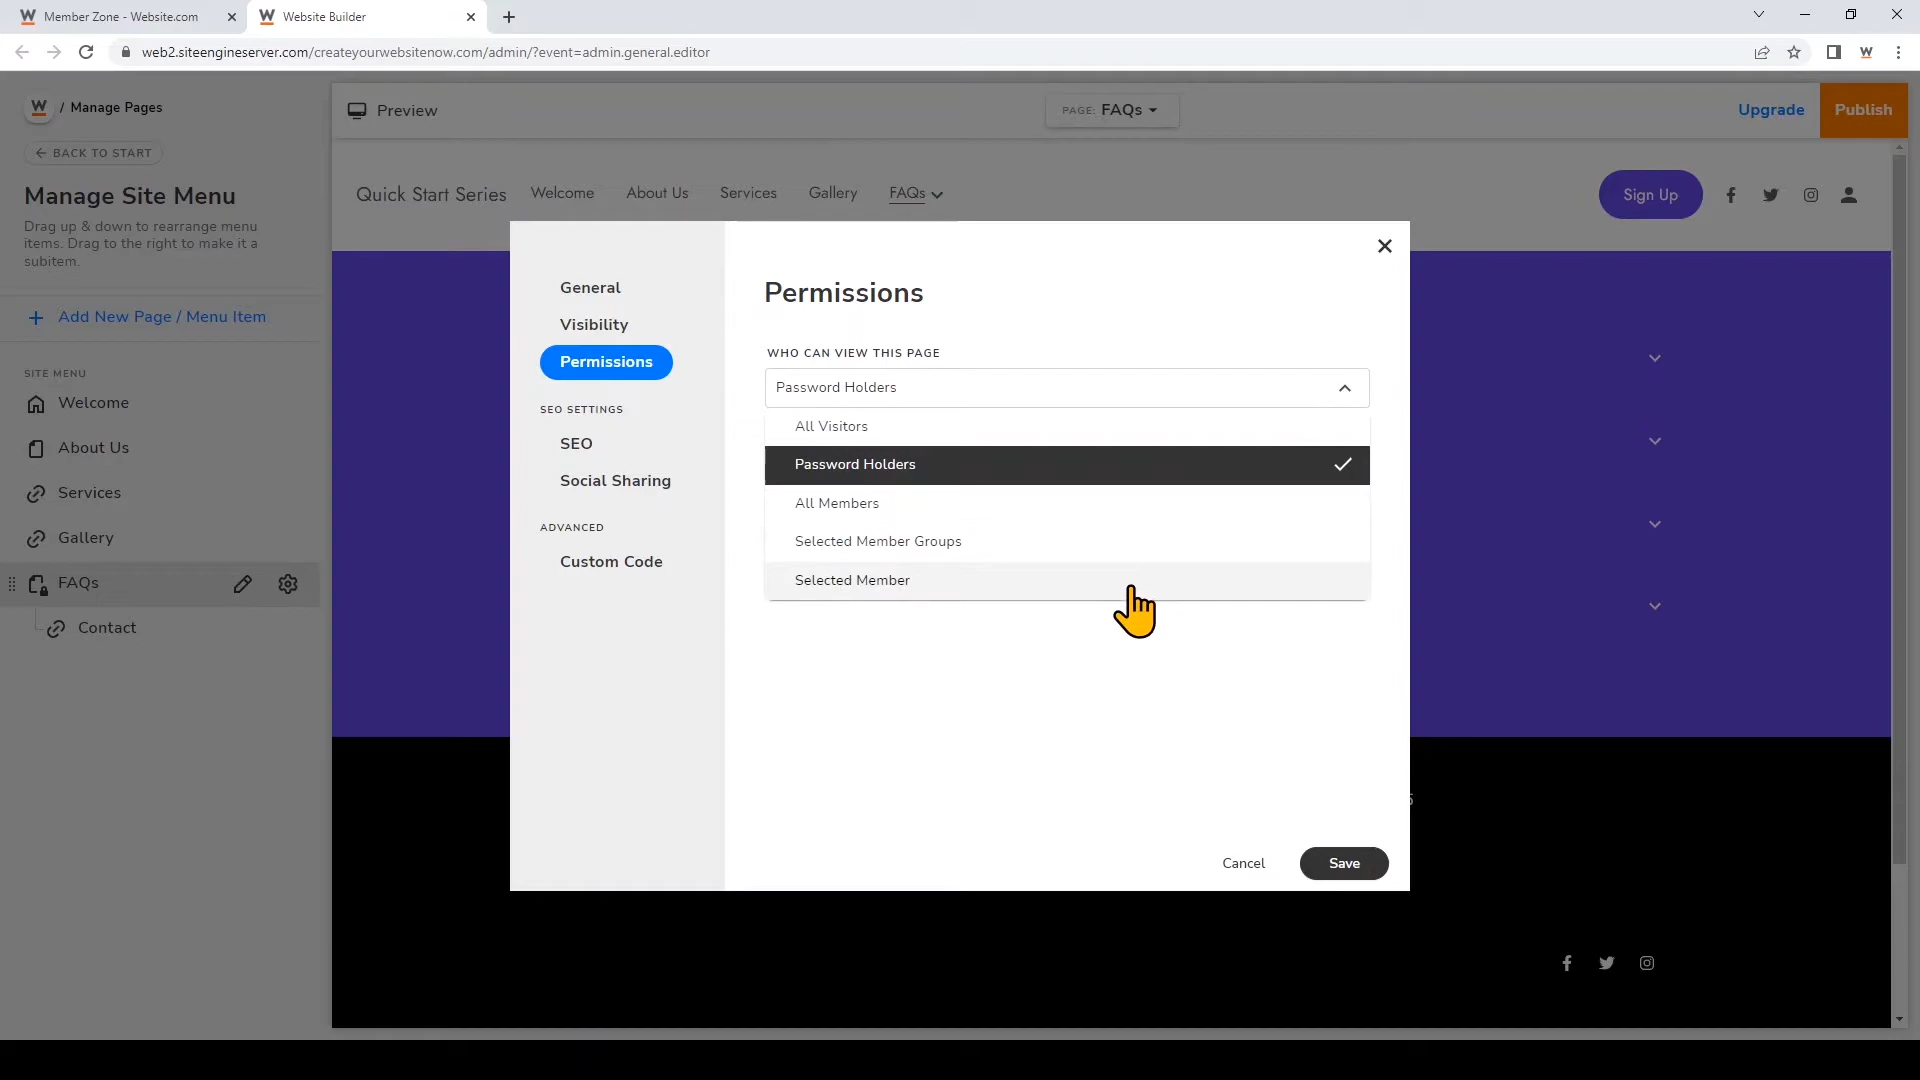 Member Zone - Website.com
Website Builder
web2.siteengineserver.com/createyourwebsitenow.com/admin/?event=admin.general.editor
W / Manage Pages
BACK TO START
Manage Site Menu
Drag up & down to rearrange menu
items. Drag to the right to make it a
subitem.
+ Add New Page / Menu Item
SITE MENU
Welcome
About Us
Services
Gallery
FAQs
Contact
Preview
PAGE: FAQs
Upgrade
Publish
Quick Start Series
Welcome
About Us
Services
Gallery
FAQs
Sign Up
General
Visibility
Permissions
SEO SETTINGS
SEO
Social Sharing
ADVANCED
Custom Code
Permissions
WHO CAN VIEW THIS PAGE
Password Holders
All Visitors
Password Holders
All Members
Selected Member Groups
Selected Member
Cancel
Save